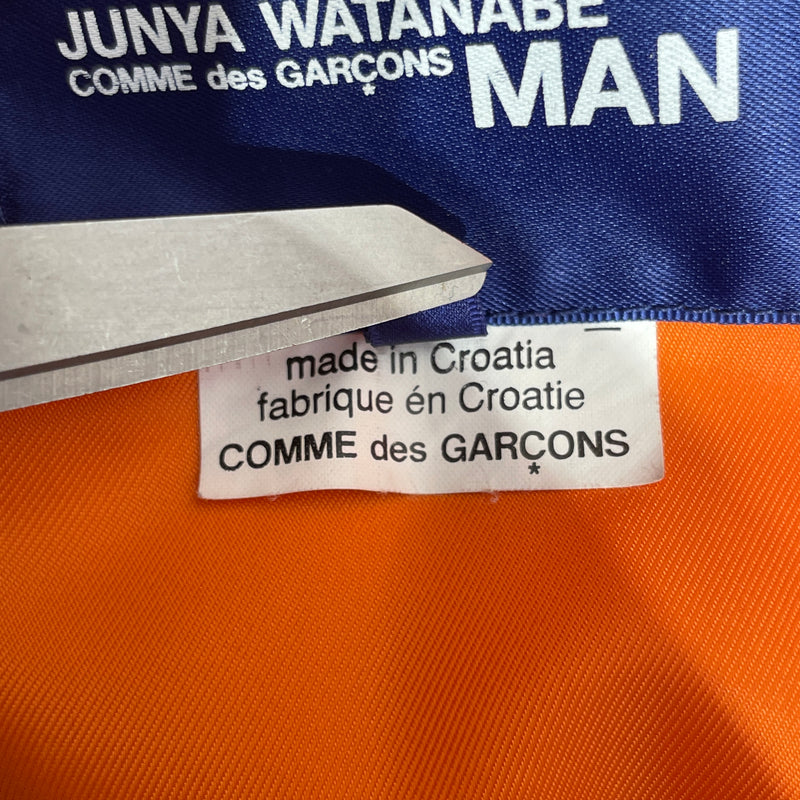 JUNYA WATANABE
COMME des GARÇONS MAN
made in Croatia
fabrique én Croatie
COMME des GARÇONS